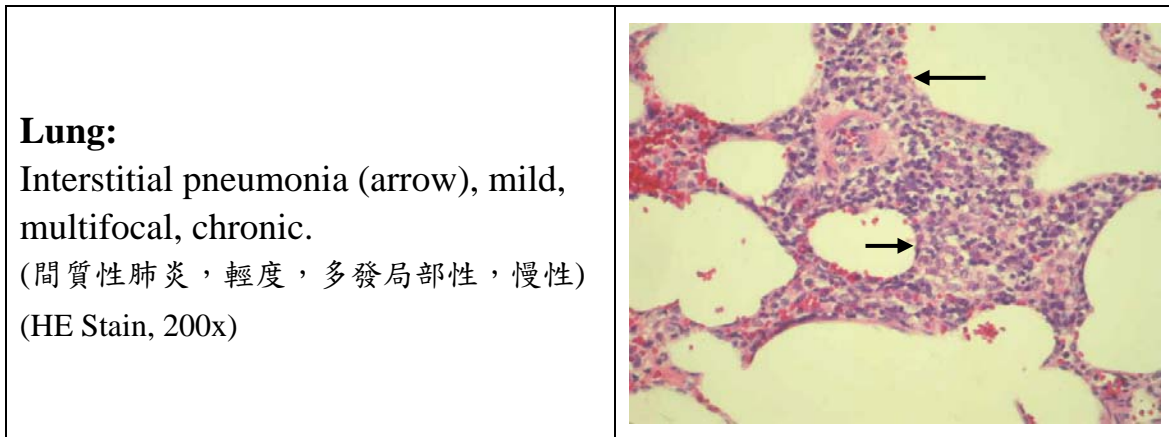 Lung:
Interstitial pneumonia (arrow), mild,
multifocal, chronic.
(間質性肺炎，輕度，多發局部性，慢性)
(HE Stain, 200x)